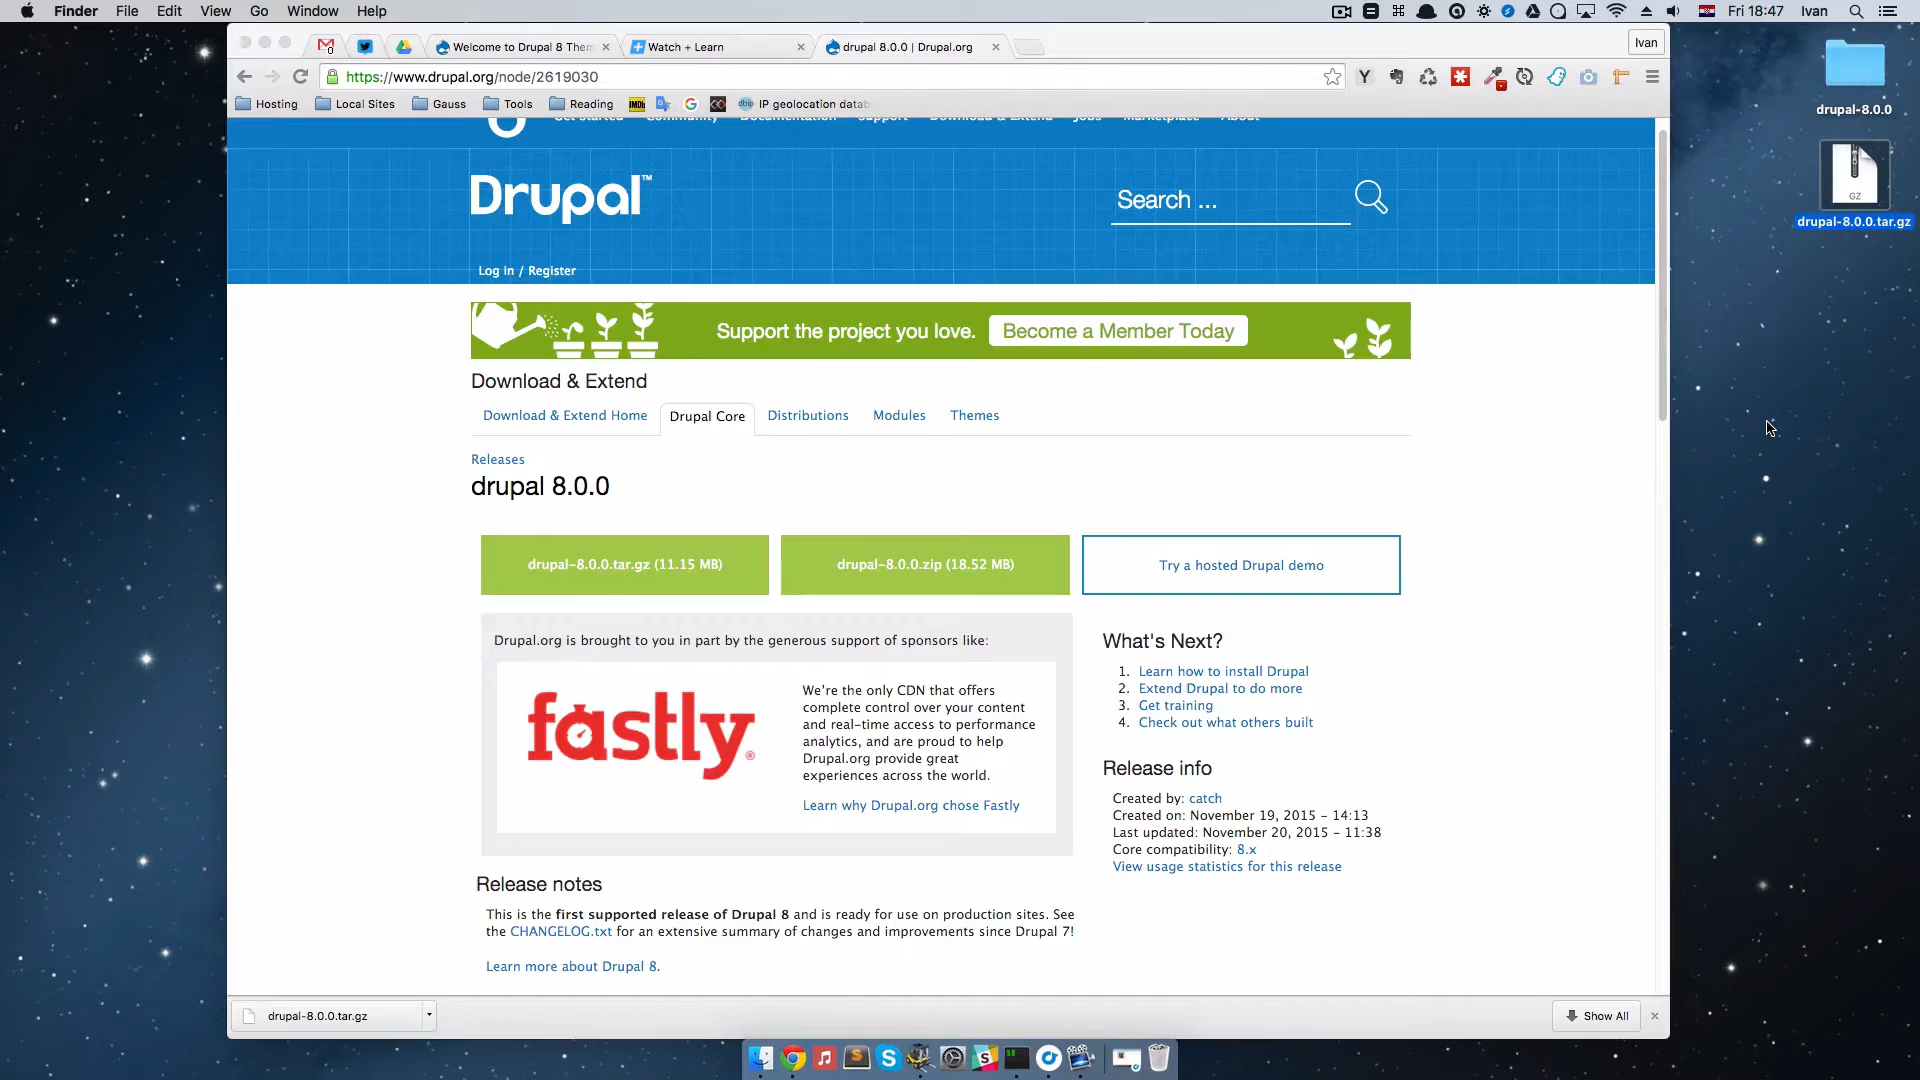 Finder File Edit View Go Window Help
Fri 18:47 Ivan
Welcome to Drupal 8 Them
Watch + Learn
drupal 8.0.0 | Drupal.org
Ivan
https://www.drupal.org/node/2619030
Hosting Local Sites Gauss Tools Reading IMDb IP geolocation datab
drupal-8.0.0
GZ
drupal-8.0.0.tar.gz
Get Started Community Documentation Support Download & Extend Jobs Marketplace About
Drupal™
Search ...
Log in / Register
Support the project you love. Become a Member Today
Download & Extend
Download & Extend Home Drupal Core Distributions Modules Themes
Releases
drupal 8.0.0
drupal-8.0.0.tar.gz (11.15 MB)
drupal-8.0.0.zip (18.52 MB)
Try a hosted Drupal demo
Drupal.org is brought to you in part by the generous support of sponsors like:
fastly®
We're the only CDN that offers
complete control over your content
and real-time access to performance
analytics, and are proud to help
Drupal.org provide great
experiences across the world.
Learn why Drupal.org chose Fastly
What's Next?
1. Learn how to install Drupal
2. Extend Drupal to do more
3. Get training
4. Check out what others built
Release info
Created by: catch
Created on: November 19, 2015 - 14:13
Last updated: November 20, 2015 - 11:38
Core compatibility: 8.x
View usage statistics for this release
Release notes
This is the first supported release of Drupal 8 and is ready for use on production sites. See
the CHANGELOG.txt for an extensive summary of changes and improvements since Drupal 7!
Learn more about Drupal 8.
drupal-8.0.0.tar.gz
Show All